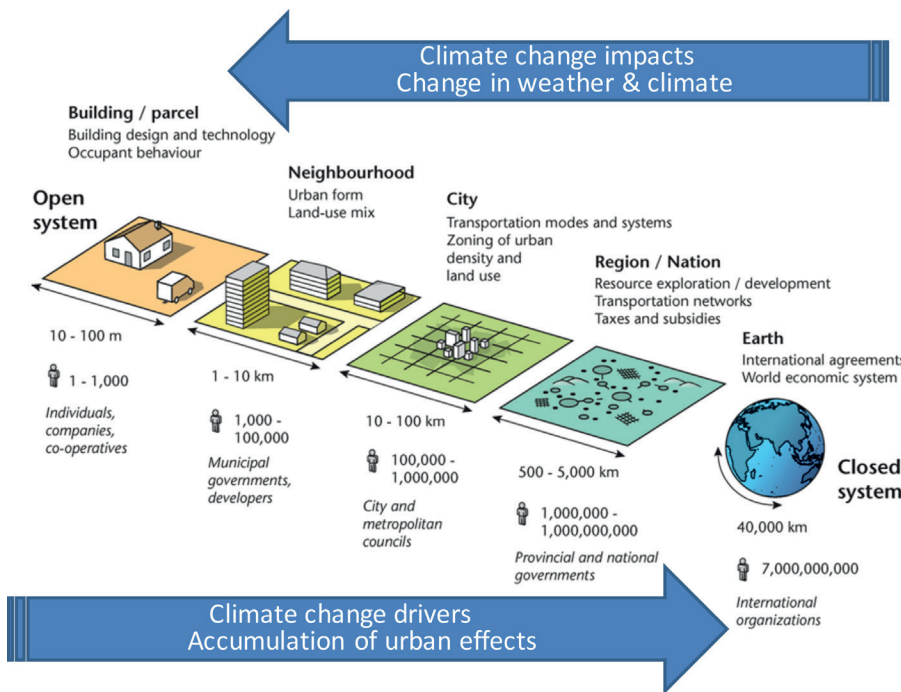 Climate change impacts
Change in weather & climate
Building / parcel
Building design and technology
Occupant behaviour
Neighbourhood
Urban form
Land-use mix
City
Transportation modes and systems
Zoning of urban
density and
land use
Region / Nation
Resource exploration / development
Transportation networks
Taxes and subsidies
Earth
International agreements
World economic system
Open
system
10 - 100 m
1 - 1,000
Individuals,
companies,
co-operatives
1 - 10 km
1,000 -
100,000
Municipal
governments,
developers
10 - 100 km
100,000 -
1,000,000
City and
metropolitan
councils
500 - 5,000 km
1,000,000 -
1,000,000,000
Provincial and national
governments
Closed
system
40,000 km
7,000,000,000
International
organizations
Climate change drivers
Accumulation of urban effects